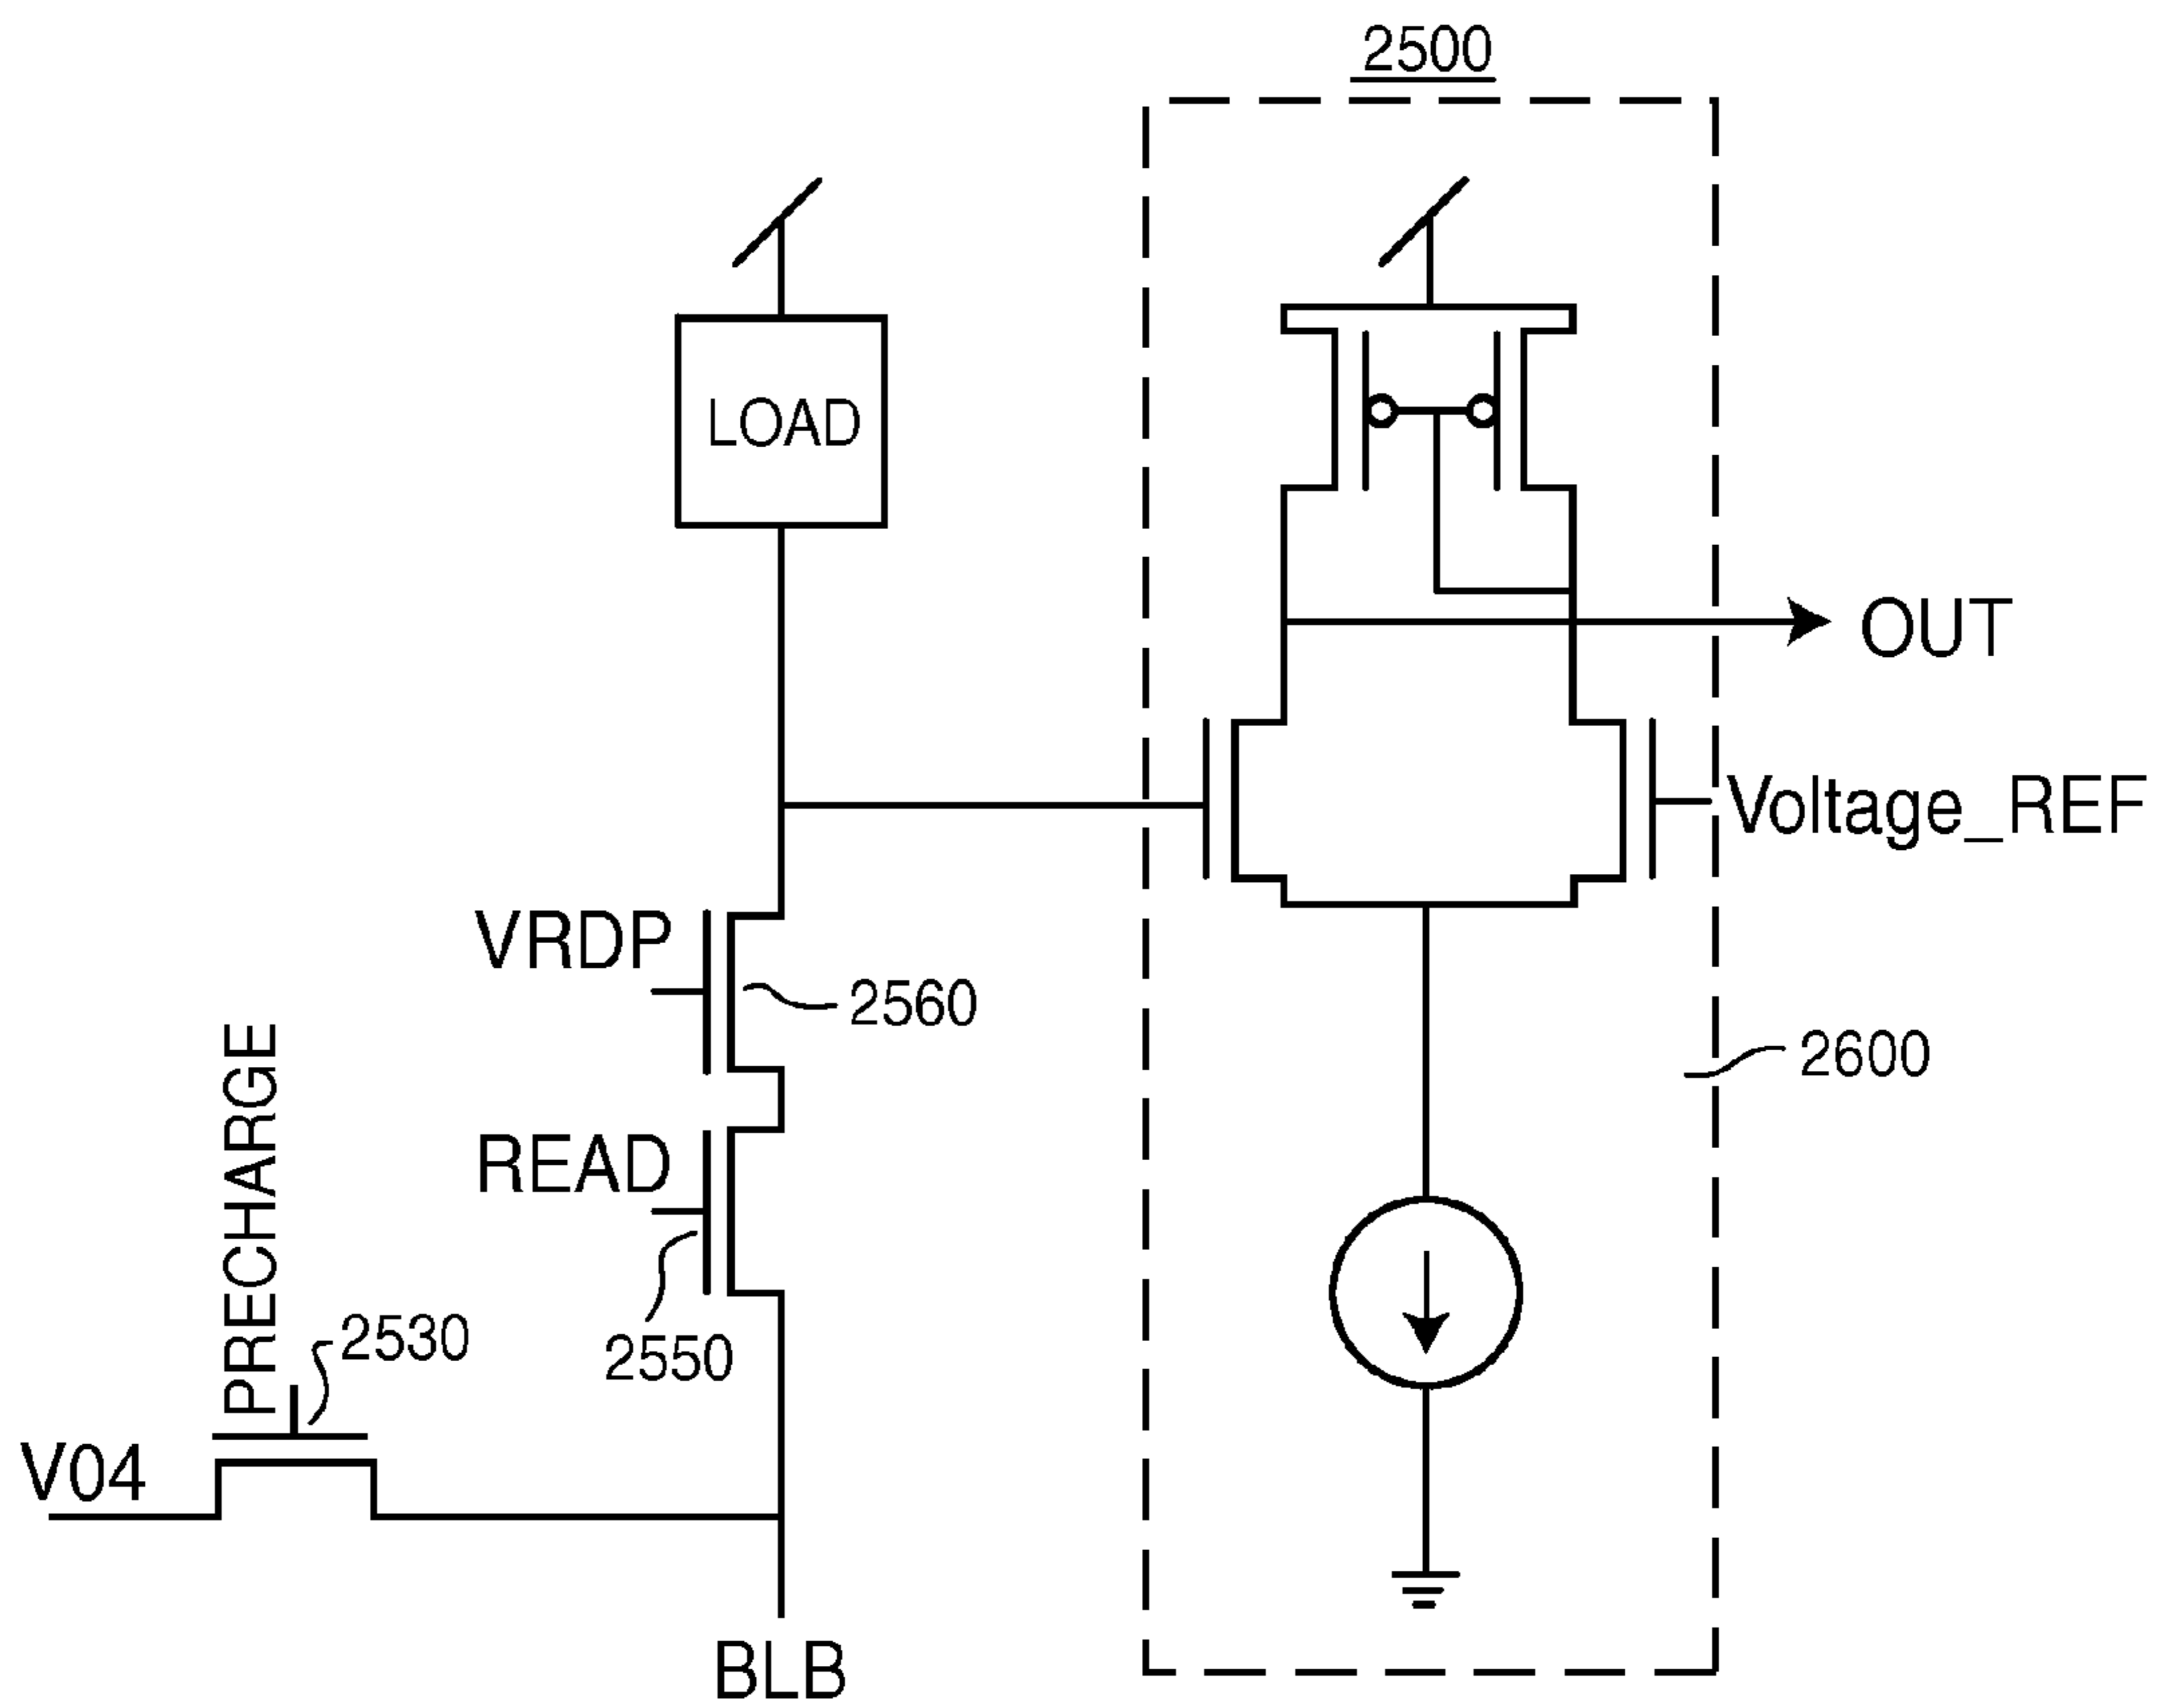 2500
LOAD
OUT
Voltage_REF
VRDP
2560
2600
PRECHARGE
READ
2530
2550
V04
BLB